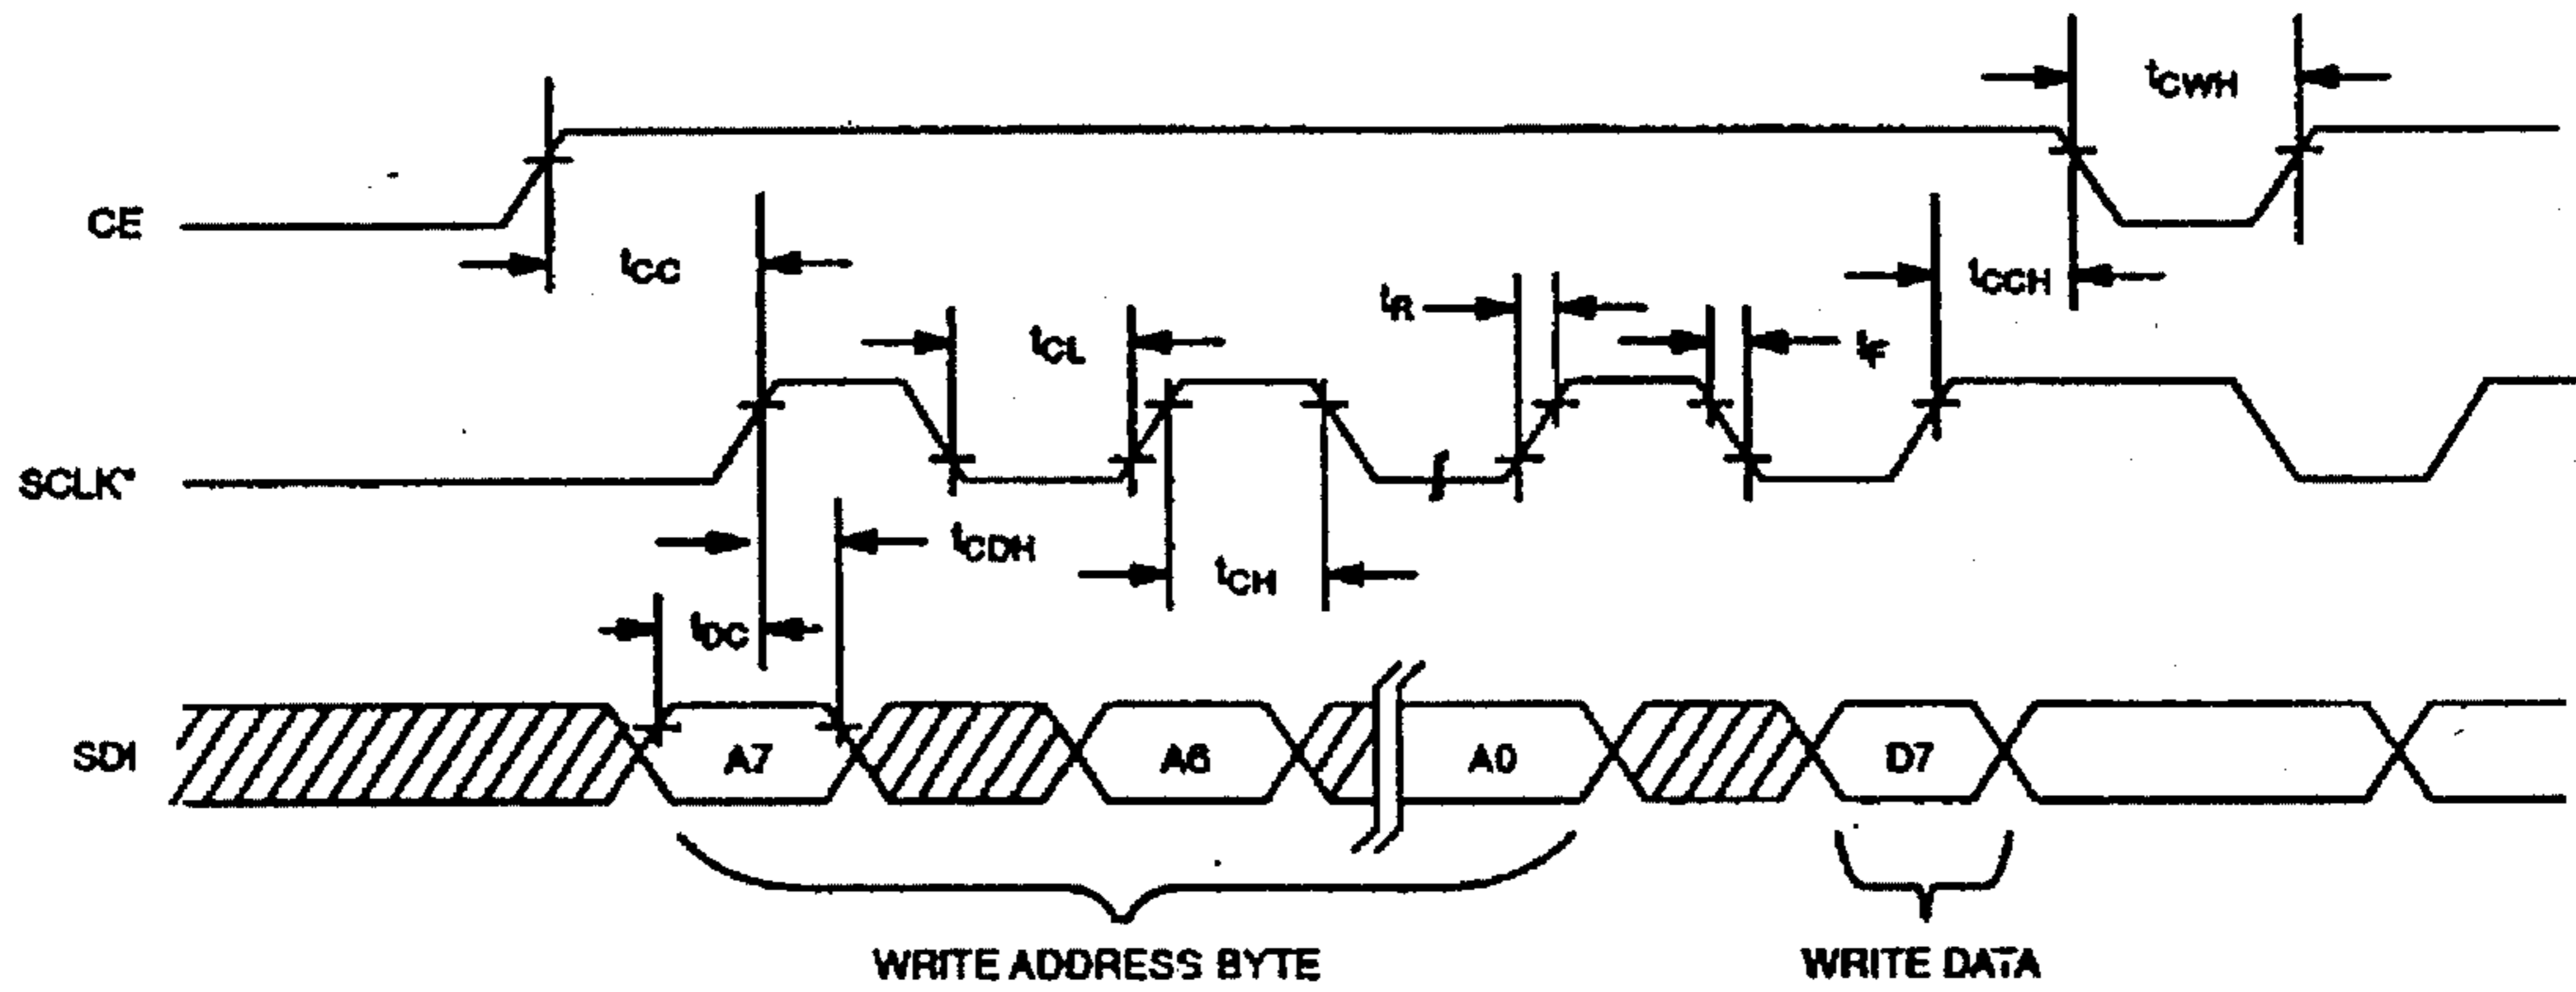 tCWH
CE
tCC
tCCH
tR
tCL
tF
SCLK*
tCDH
tCH
tDC
SDI
A7
A6
A0
D7
WRITE ADDRESS BYTE
WRITE DATA